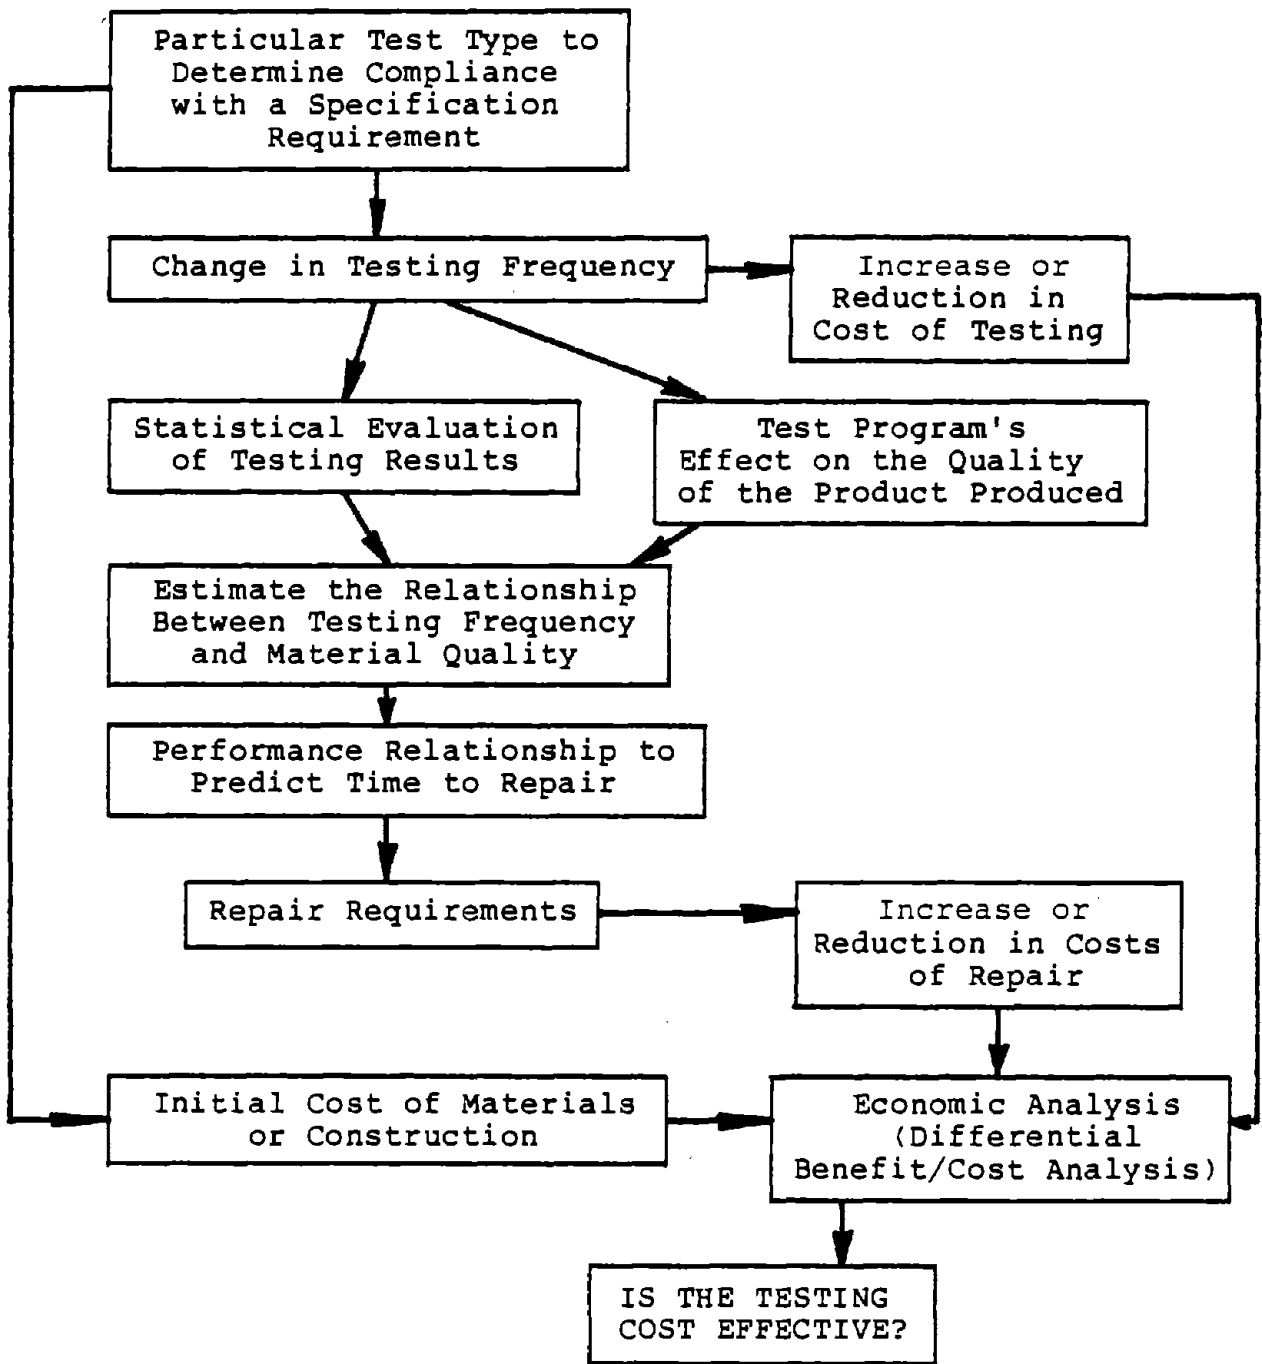 Particular Test Type to
Determine Compliance
with a Specification
Requirement
Change in Testing Frequency
Increase or
Reduction in
Cost of Testing
Statistical Evaluation
of Testing Results
Test Program's
Effect on the Quality
of the Product Produced
Estimate the Relationship
Between Testing Frequency
and Material Quality
Performance Relationship to
Predict Time to Repair
Repair Requirements
Increase or
Reduction in Costs
of Repair
Initial Cost of Materials
or Construction
Economic Analysis
(Differential
Benefit/Cost Analysis)
IS THE TESTING
COST EFFECTIVE?